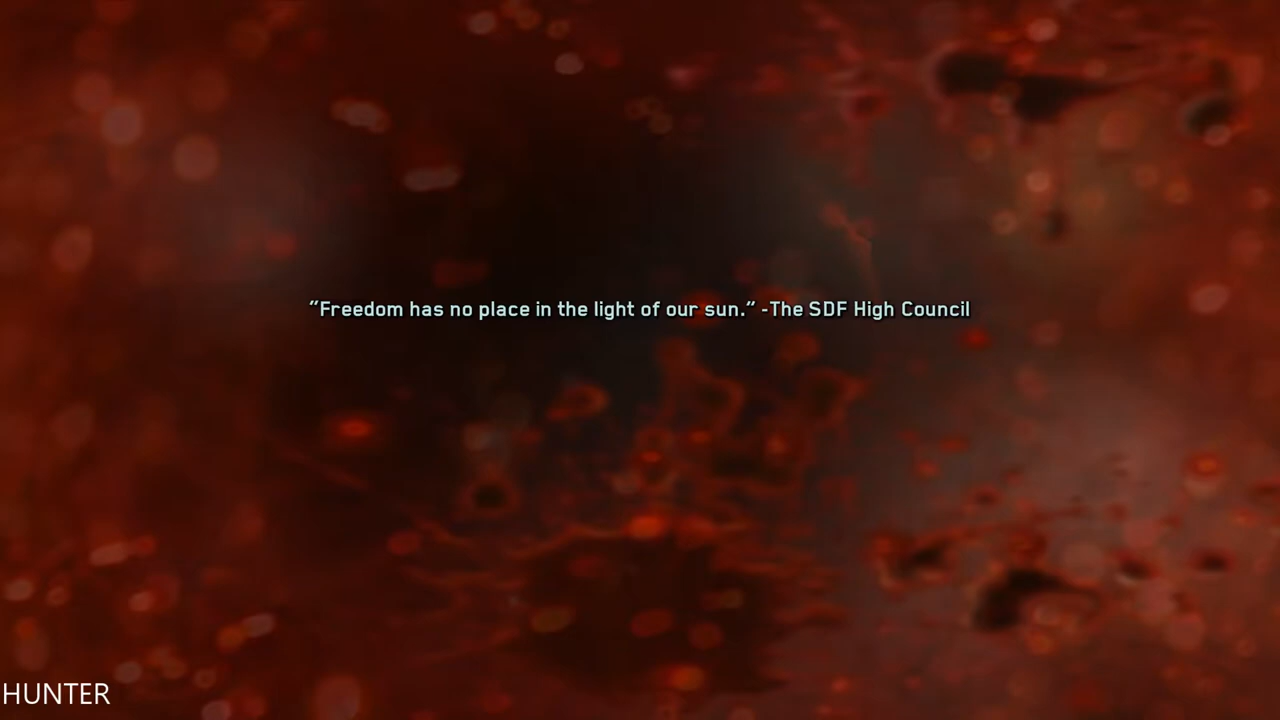 “Freedom has no place in the light of our sun.” -The SDF High Council
HUNTER